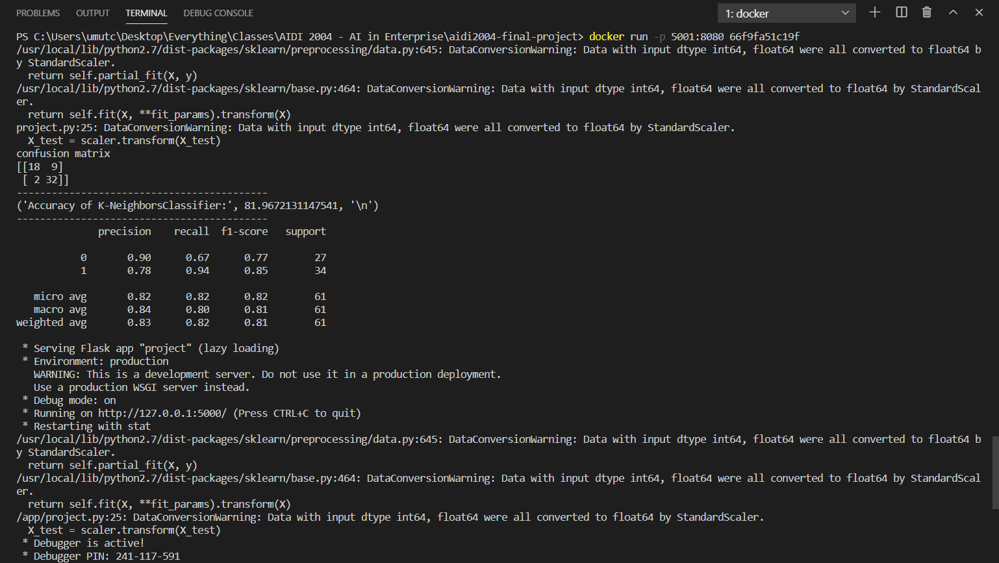 PROBLEMS OUTPUT TERMINAL DEBUG CONSOLE 1: docker
PS C:\Users\umutc\Desktop\Everything\Classes\AIDI 2004 - AI in Enterprise\aidi2004-final-project> docker run -p 5001:8080 66f9fa51c19f
/usr/local/lib/python2.7/dist-packages/sklearn/preprocessing/data.py:645: DataConversionWarning: Data with input dtype int64, float64 were all converted to float64 b
y StandardScaler.
  return self.partial_fit(X, y)
/usr/local/lib/python2.7/dist-packages/sklearn/base.py:464: DataConversionWarning: Data with input dtype int64, float64 were all converted to float64 by StandardScal
er.
  return self.fit(X, **fit_params).transform(X)
project.py:25: DataConversionWarning: Data with input dtype int64, float64 were all converted to float64 by StandardScaler.
  X_test = scaler.transform(X_test)
confusion matrix
[[18  9]
 [ 2 32]]
-------------------------------------------
('Accuracy of K-NeighborsClassifier:', 81.9672131147541, '\n')
-------------------------------------------
              precision    recall  f1-score   support
           0       0.90      0.67      0.77        27
           1       0.78      0.94      0.85        34
   micro avg       0.82      0.82      0.82        61
   macro avg       0.84      0.80      0.81        61
weighted avg       0.83      0.82      0.81        61
 * Serving Flask app "project" (lazy loading)
 * Environment: production
   WARNING: This is a development server. Do not use it in a production deployment.
   Use a production WSGI server instead.
 * Debug mode: on
 * Running on http://127.0.0.1:5000/ (Press CTRL+C to quit)
 * Restarting with stat
/usr/local/lib/python2.7/dist-packages/sklearn/preprocessing/data.py:645: DataConversionWarning: Data with input dtype int64, float64 were all converted to float64 b
y StandardScaler.
  return self.partial_fit(X, y)
/usr/local/lib/python2.7/dist-packages/sklearn/base.py:464: DataConversionWarning: Data with input dtype int64, float64 were all converted to float64 by StandardScal
er.
  return self.fit(X, **fit_params).transform(X)
/app/project.py:25: DataConversionWarning: Data with input dtype int64, float64 were all converted to float64 by StandardScaler.
  X_test = scaler.transform(X_test)
 * Debugger is active!
 * Debugger PIN: 241-117-591